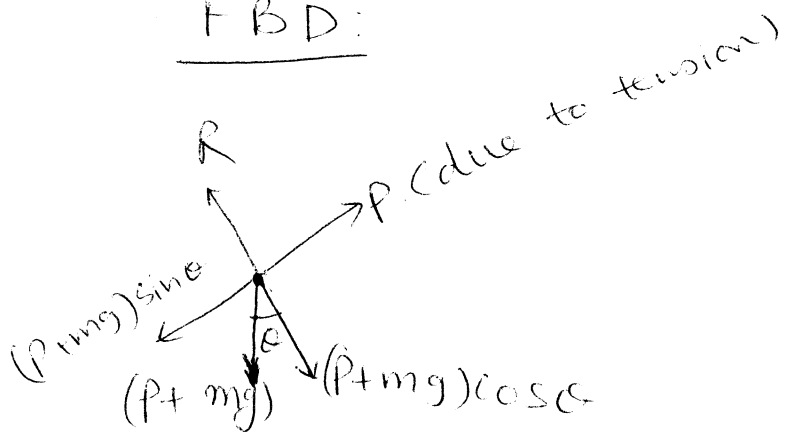 FBD:
R
P (due to tension)
(P+mg)sinθ
θ
(P+mg)
(P+mg)cosθ